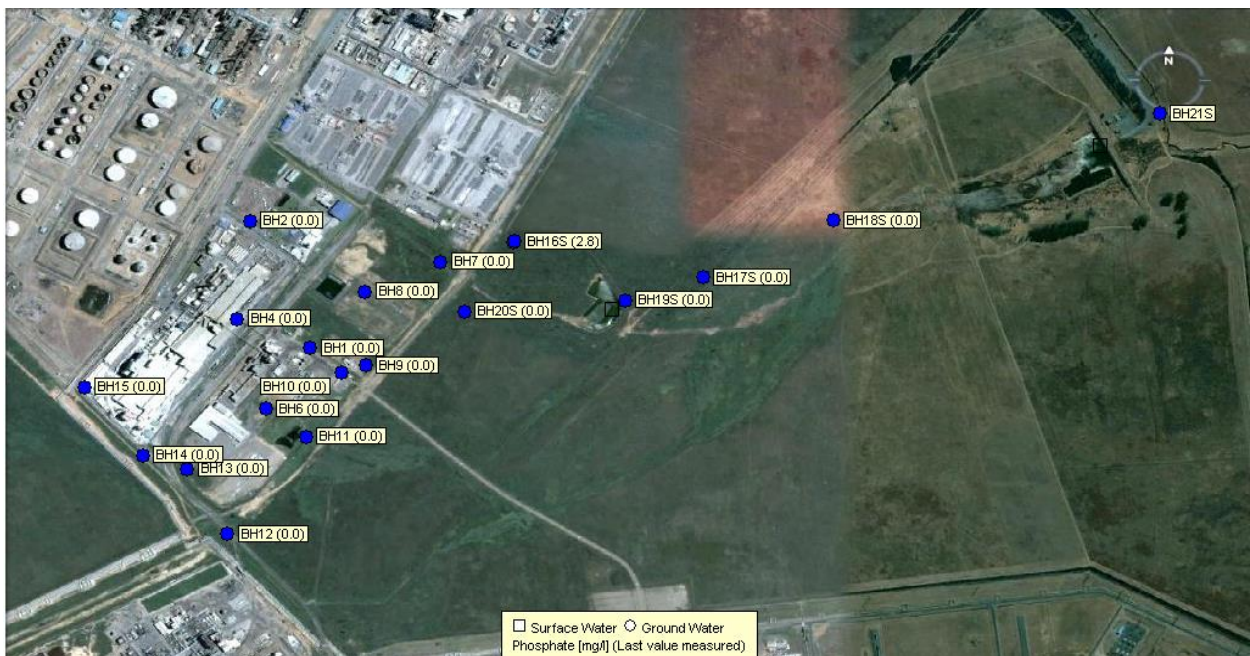 N
BH21S
BH2 (0.0)
BH18S (0.0)
BH16S (2.8)
BH7 (0.0)
BH17S (0.0)
BH8 (0.0)
BH19S (0.0)
BH20S (0.0)
BH4 (0.0)
BH1 (0.0)
BH9 (0.0)
BH10 (0.0)
BH15 (0.0)
BH6 (0.0)
BH11 (0.0)
BH14 (0.0)
BH13 (0.0)
BH12 (0.0)
Surface Water Ground Water
Phosphate [mg/l] (Last value measured)